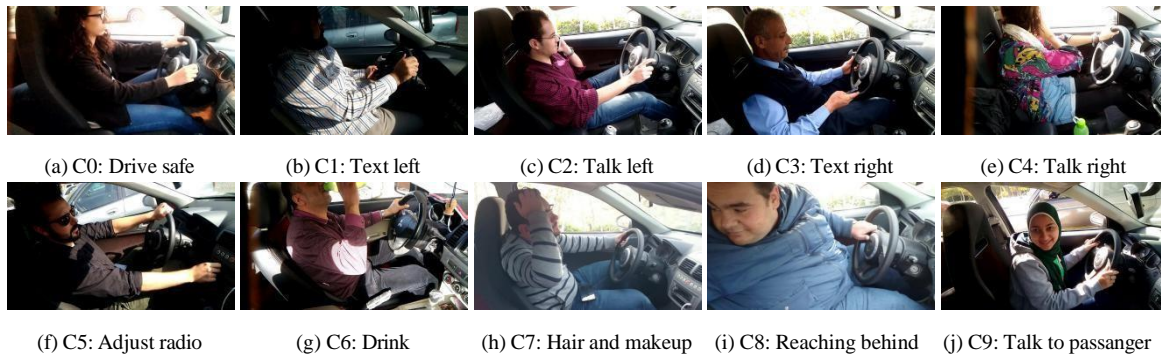 (a) C0: Drive safe
(b) C1: Text left
(c) C2: Talk left
(d) C3: Text right
(e) C4: Talk right
(f) C5: Adjust radio
(g) C6: Drink
(h) C7: Hair and makeup
(i) C8: Reaching behind
(j) C9: Talk to passanger